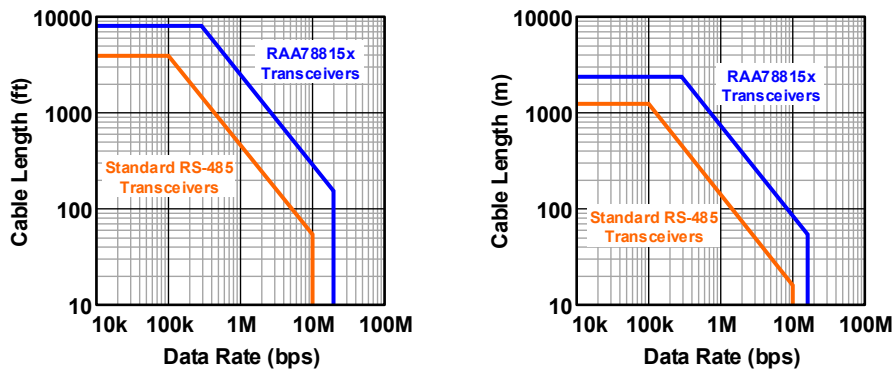 10000
1000
100
10
Cable Length (ft)
RAA78815x
Transceivers
Standard RS-485
Transceivers
10k 100k 1M 10M 100M
Data Rate (bps)
10000
1000
100
10
Cable Length (m)
RAA78815x
Transceivers
Standard RS-485
Transceivers
10k 100k 1M 10M 100M
Data Rate (bps)